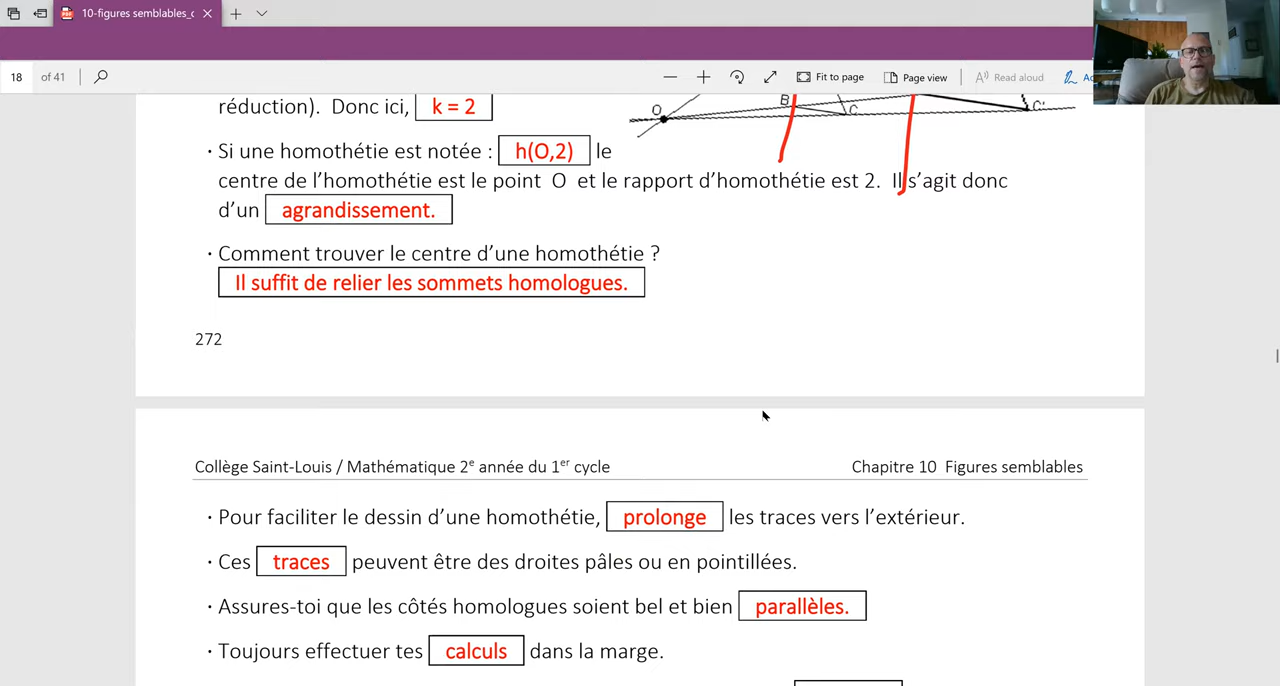 10-figures semblables_c
18 of 41 Fit to page Page view Read aloud
réduction). Donc ici, k = 2
O B C C'
· Si une homothétie est notée : h(O,2) le
centre de l'homothétie est le point O et le rapport d'homothétie est 2. Il s'agit donc
d'un agrandissement.
· Comment trouver le centre d'une homothétie ?
Il suffit de relier les sommets homologues.
272
Collège Saint-Louis / Mathématique 2e année du 1er cycle Chapitre 10 Figures semblables
· Pour faciliter le dessin d'une homothétie, prolonge les traces vers l'extérieur.
· Ces traces peuvent être des droites pâles ou en pointillées.
· Assures-toi que les côtés homologues soient bel et bien parallèles.
· Toujours effectuer tes calculs dans la marge.